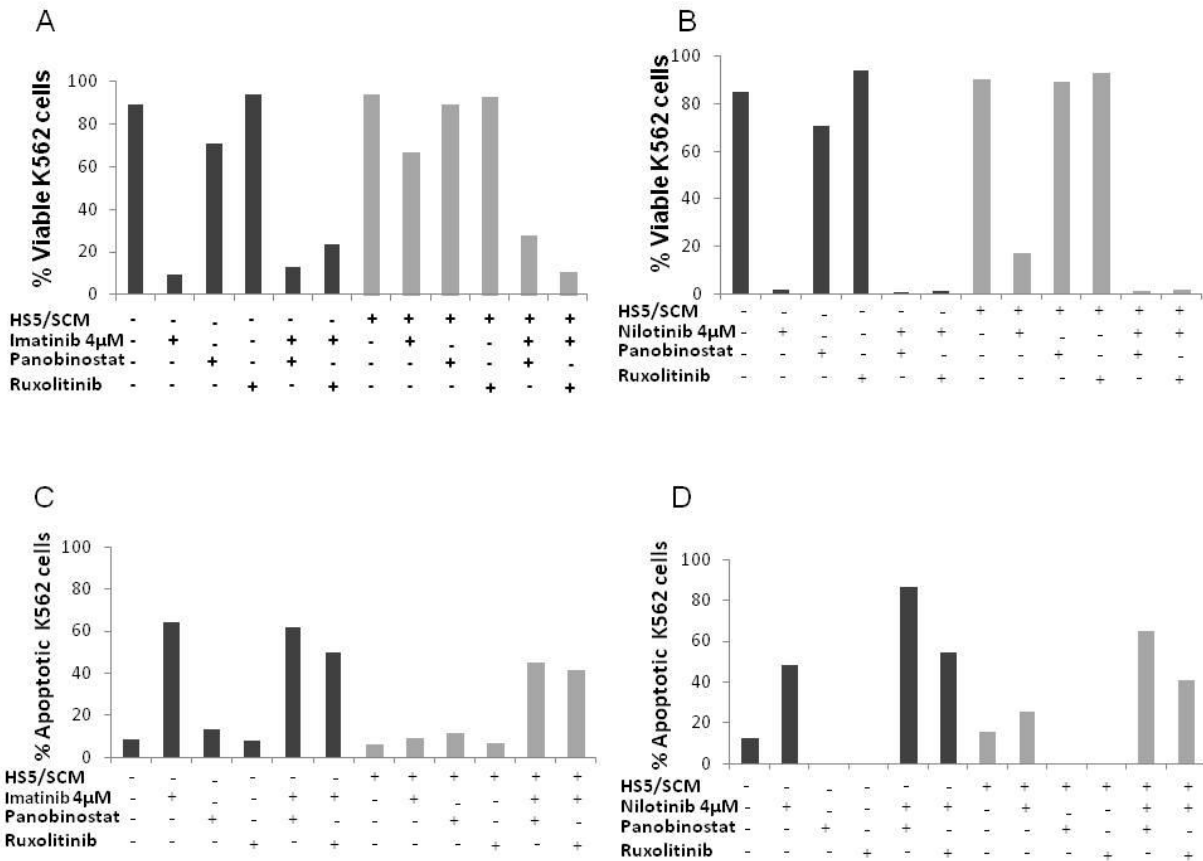 A
% Viable K562 cells
100
80
60
40
20
0
HS5/SCM - - - - - - + + + + + +
Imatinib 4µM - + - - + + - + - - + +
Panobinostat - - + - + - - - + - + -
Ruxolitinib - - - + - + - - - + - +
B
% Viable K562 cells
100
80
60
40
20
0
HS5/SCM - - - - - - + + + + + +
Nilotinib 4µM - + - - + + - + - - + +
Panobinostat - - + - + - - - + - + -
Ruxolitinib - - - + - + - - - + - +
C
% Apoptotic K562 cells
100
80
60
40
20
0
HS5/SCM - - - - - - + + + + + +
Imatinib 4µM - + - - + + - + - - + +
Panobinostat - - + - + - - - + - + -
Ruxolitinib - - - + - + - - - + - +
D
% Apoptotic K562 cells
100
80
60
40
20
0
HS5/SCM - - - - - - + + + + + +
Nilotinib 4µM - + - - + + - + - - + +
Panobinostat - - + - + - - - + - + -
Ruxolitinib - - - + - + - - - + - +